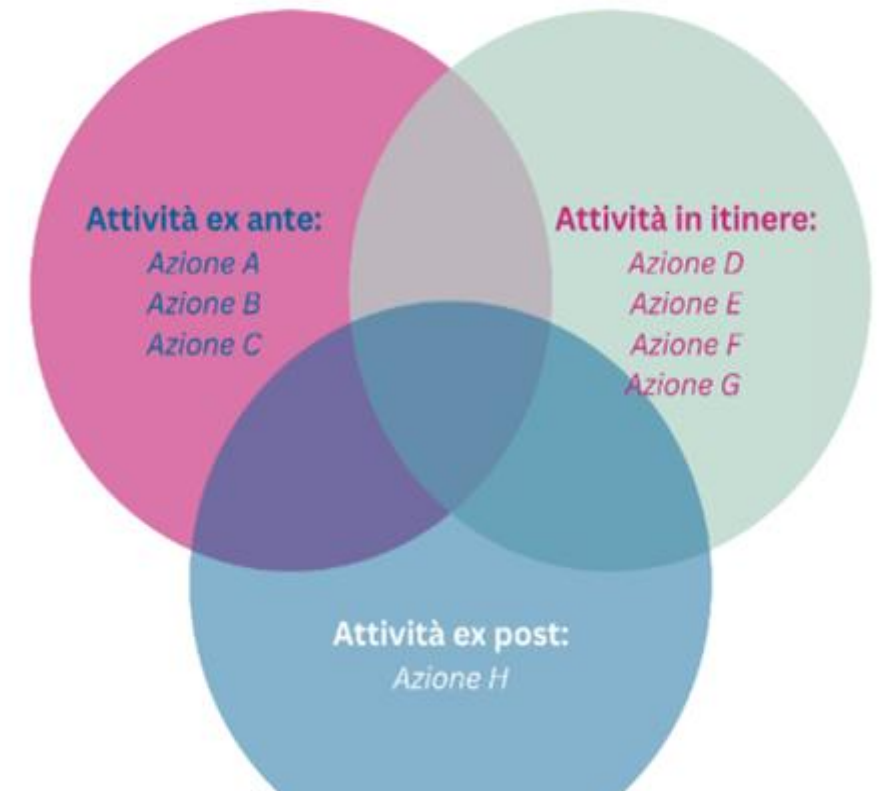 Attività ex ante:
Azione A
Azione B
Azione C
Attività in itinere:
Azione D
Azione E
Azione F
Azione G
Attività ex post:
Azione H